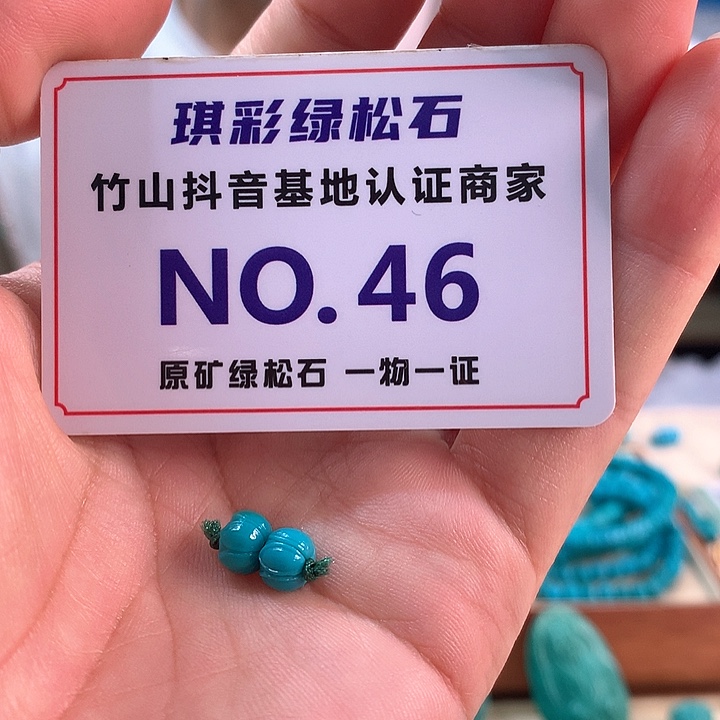 琪彩绿松石
竹山抖音基地认证商家
NO.46
原矿绿松石 一物一证